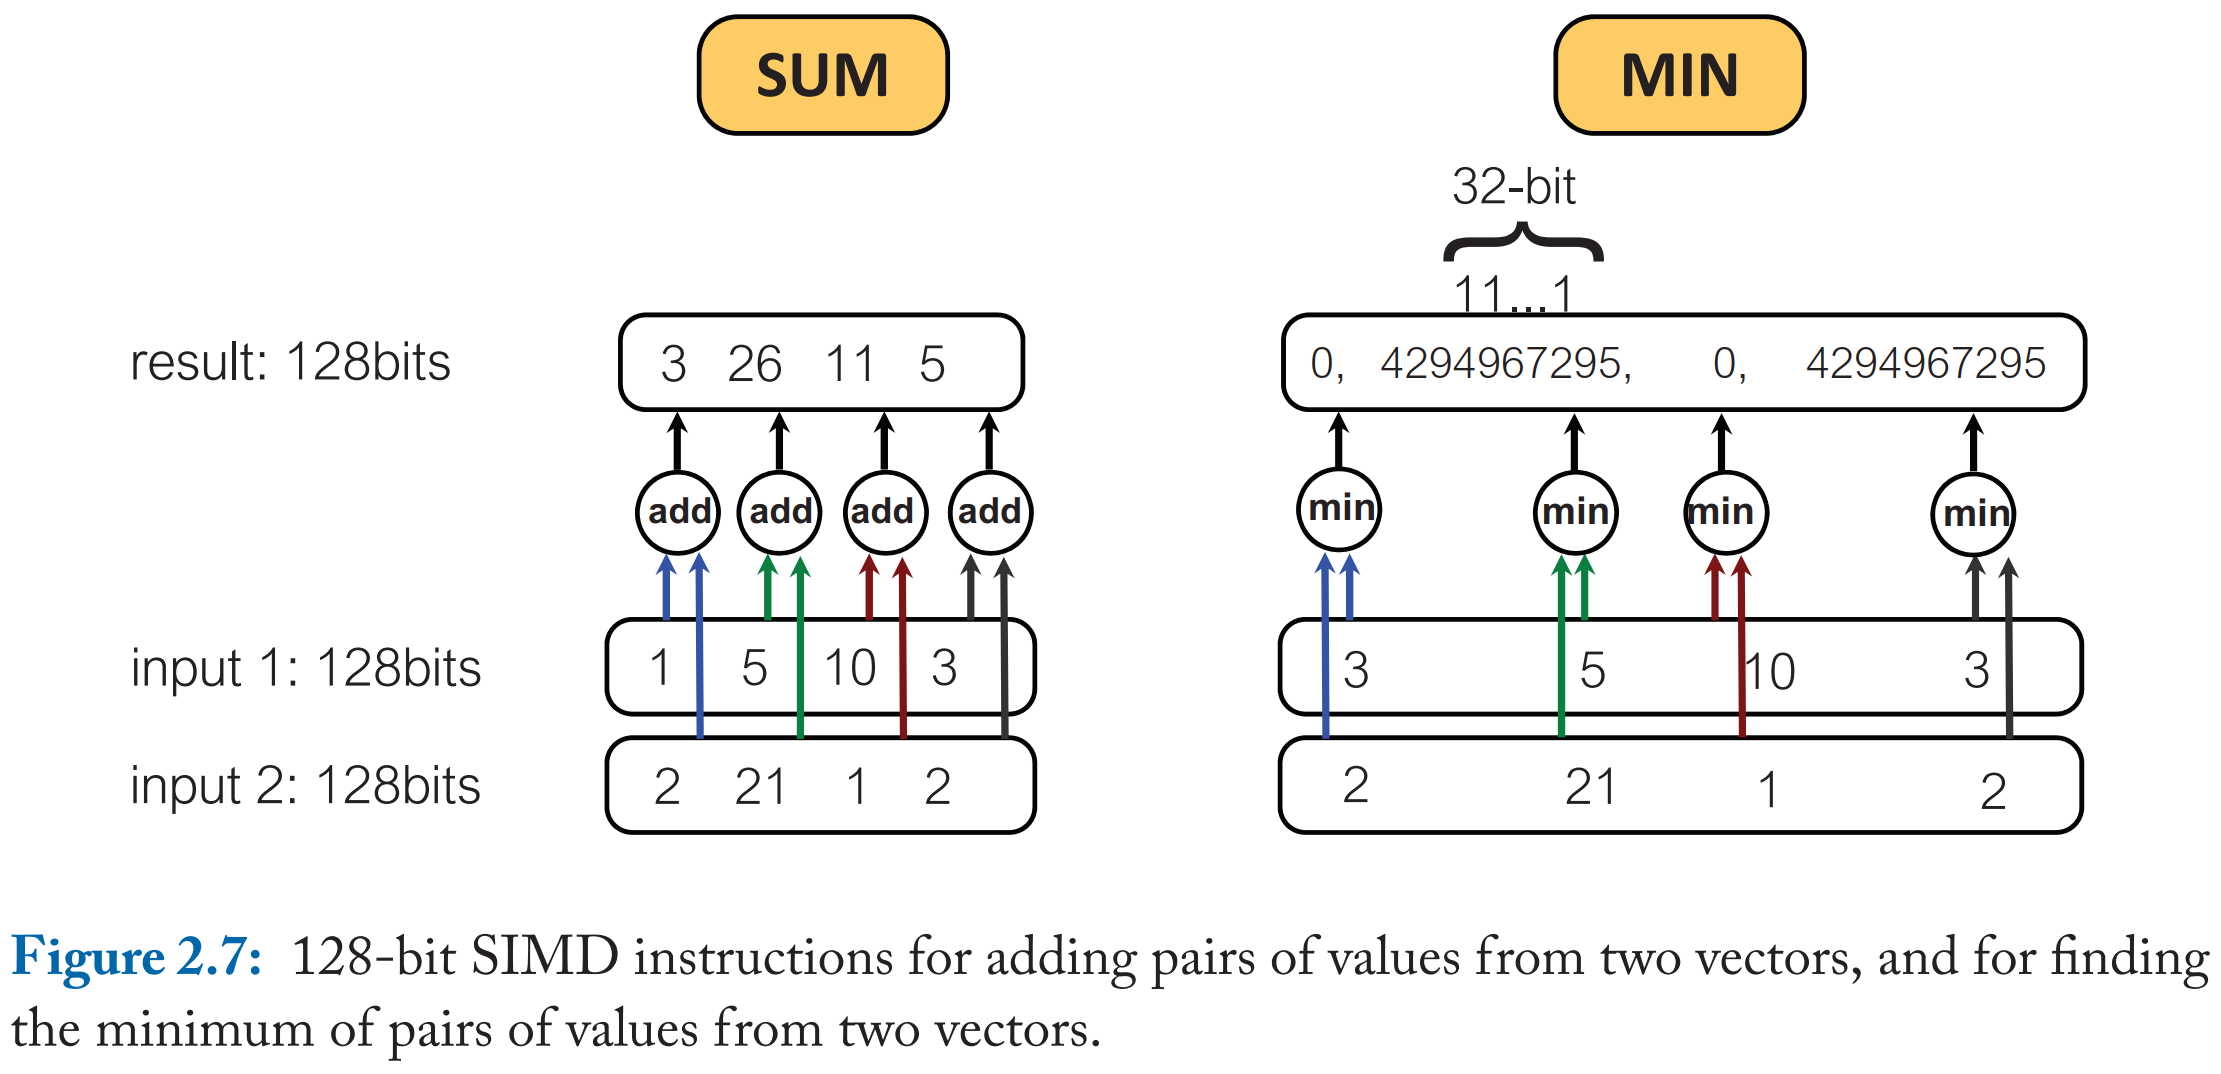 SUM
MIN
32-bit
11...1
result: 128bits
3 26 11 5
0, 4294967295, 0, 4294967295
add add add add
min min min min
input 1: 128bits
1 5 10 3
3 5 10 3
input 2: 128bits
2 21 1 2
2 21 1 2
Figure 2.7: 128-bit SIMD instructions for adding pairs of values from two vectors, and for finding
the minimum of pairs of values from two vectors.